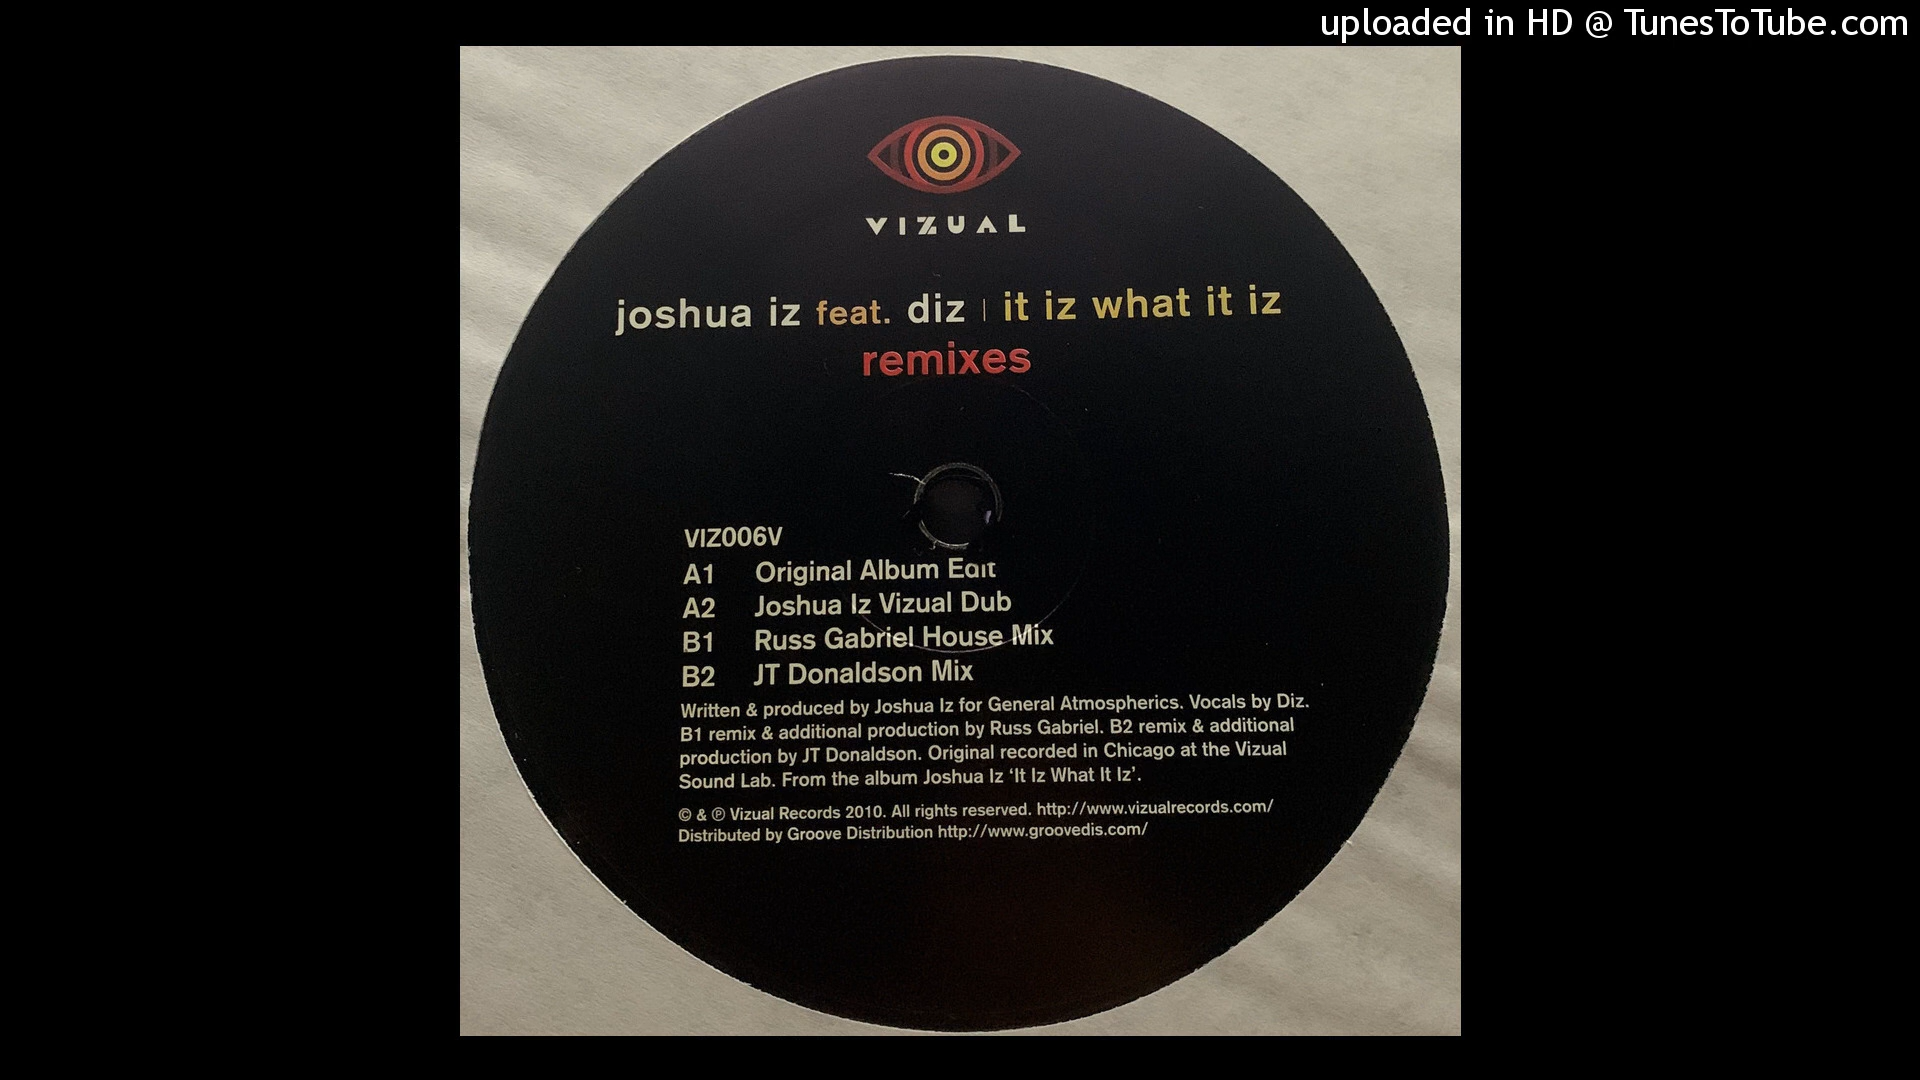 uploaded in HD @ TunesToTube.com
VIZUAL
joshua iz feat. diz | it iz what it iz
remixes
VIZ006V
A1 Original Album Edit
A2 Joshua Iz Vizual Dub
B1 Russ Gabriel House Mix
B2 JT Donaldson Mix
Written & produced by Joshua Iz for General Atmospherics. Vocals by Diz.
B1 remix & additional production by Russ Gabriel. B2 remix & additional
production by JT Donaldson. Original recorded in Chicago at the Vizual
Sound Lab. From the album Joshua Iz ‘It Iz What It Iz’.
© & ℗ Vizual Records 2010. All rights reserved. http://www.vizualrecords.com/
Distributed by Groove Distribution http://www.groovedis.com/